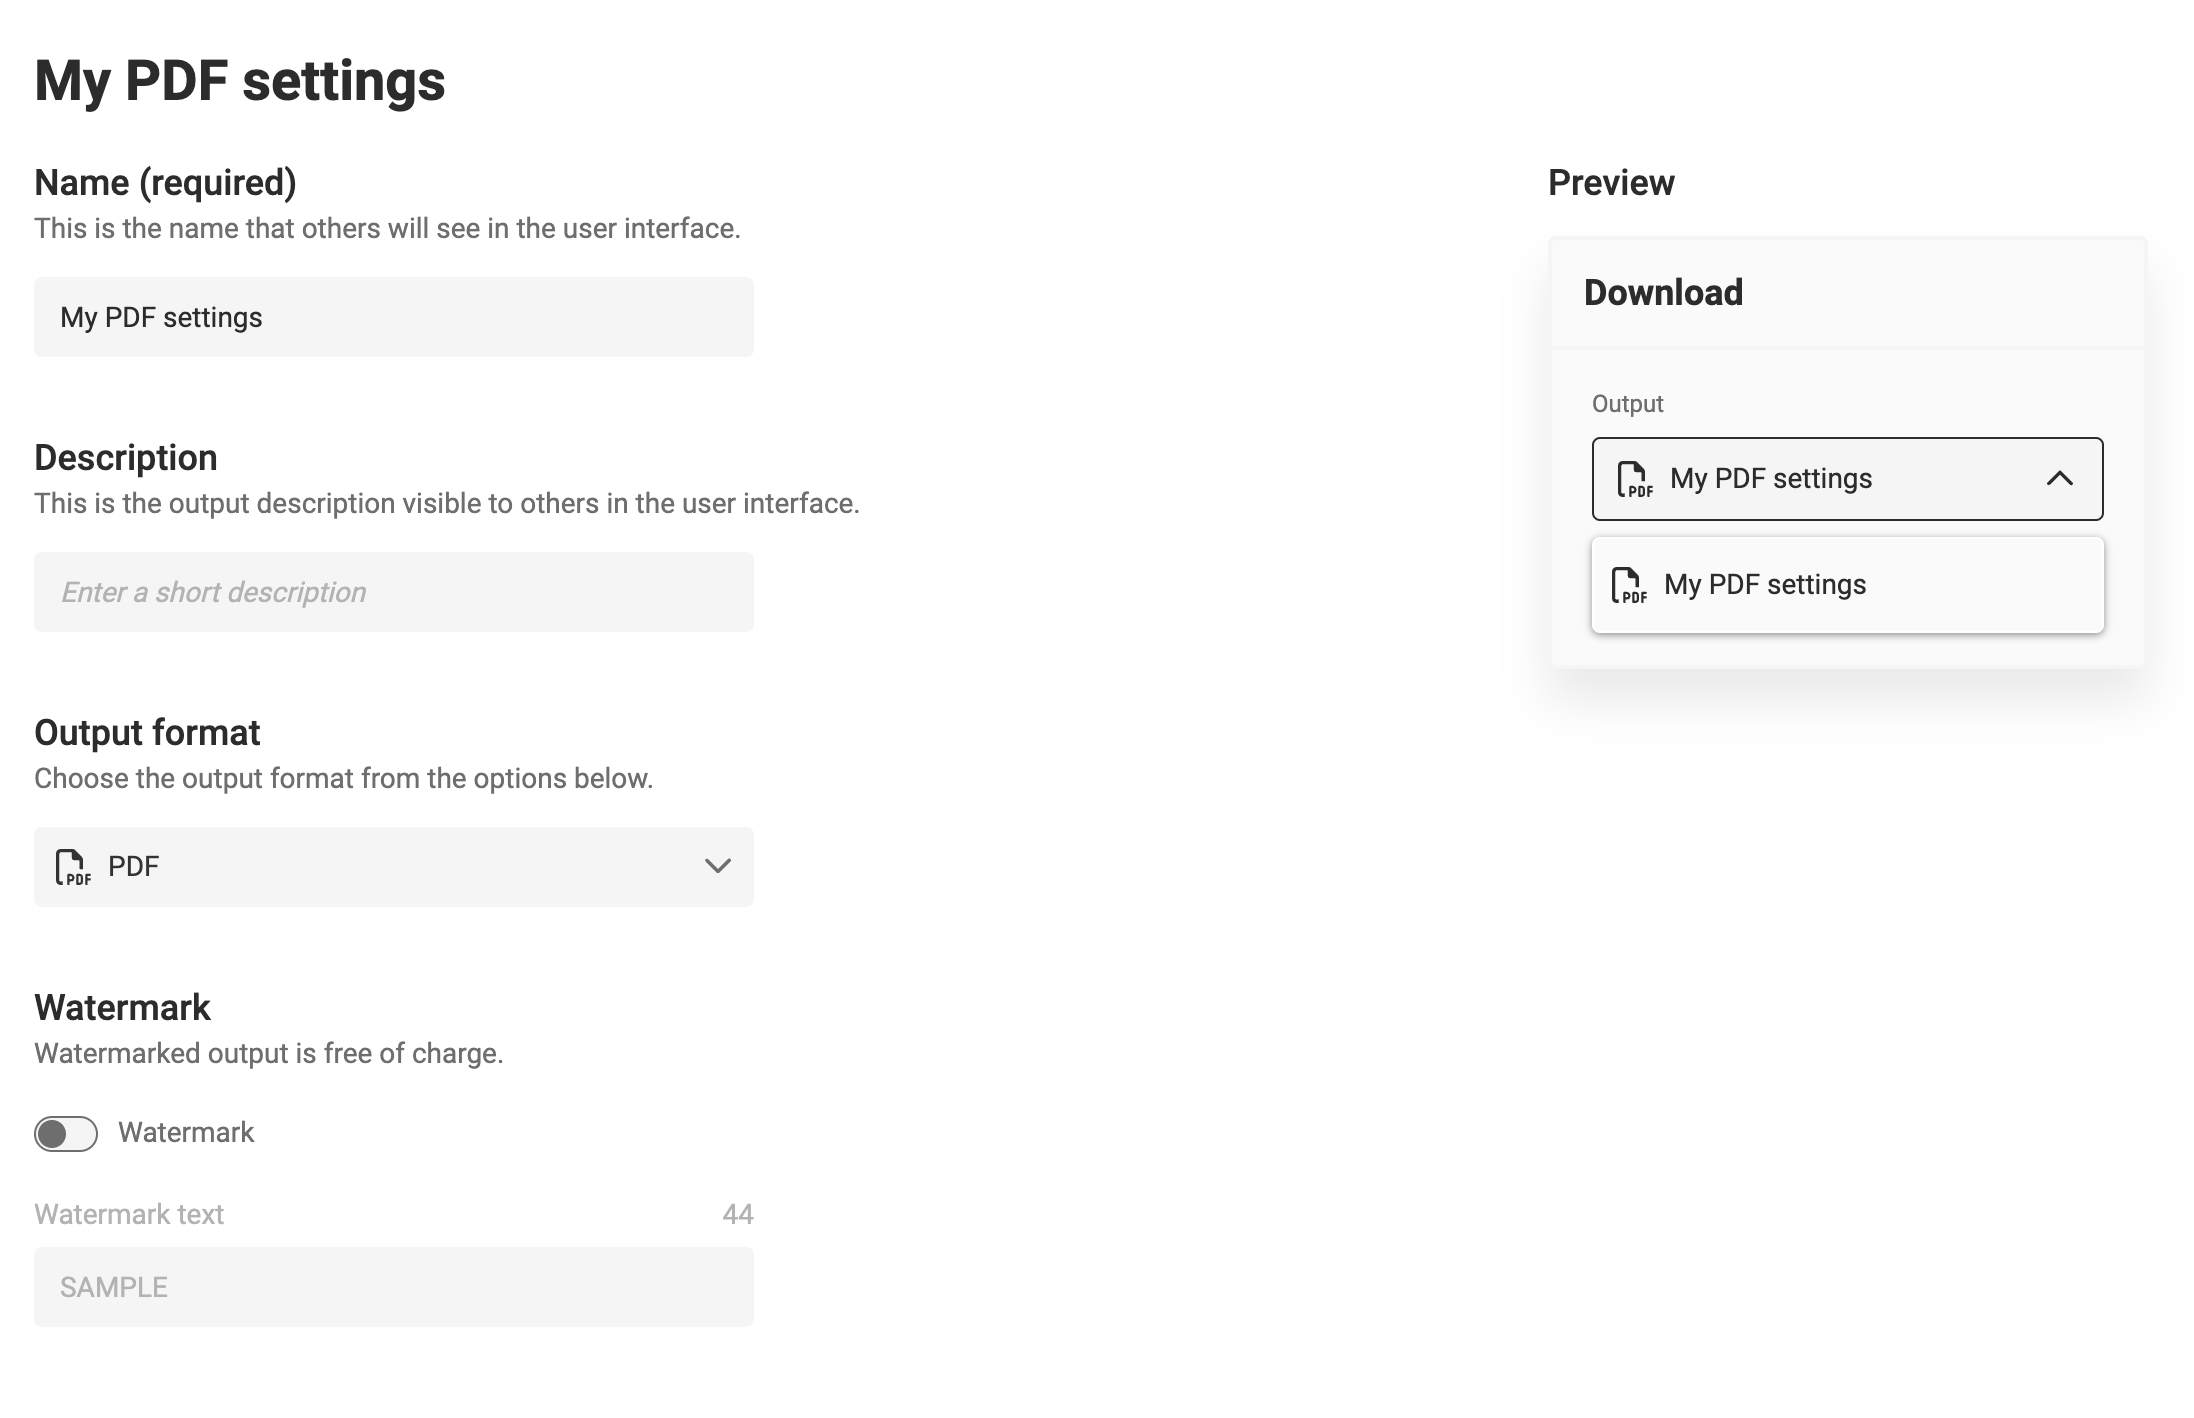 My PDF settings
Name (required)
This is the name that others will see in the user interface.
My PDF settings
Description
This is the output description visible to others in the user interface.
Enter a short description
Output format
Choose the output format from the options below.
PDF PDF
Watermark
Watermarked output is free of charge.
Watermark
Watermark text 44
SAMPLE
Preview
Download
Output
PDF My PDF settings
PDF My PDF settings